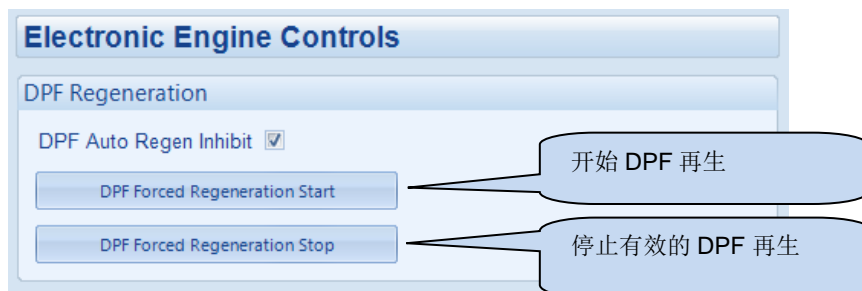 Electronic Engine Controls
DPF Regeneration
DPF Auto Regen Inhibit
DPF Forced Regeneration Start
开始 DPF 再生
DPF Forced Regeneration Stop
停止有效的 DPF 再生